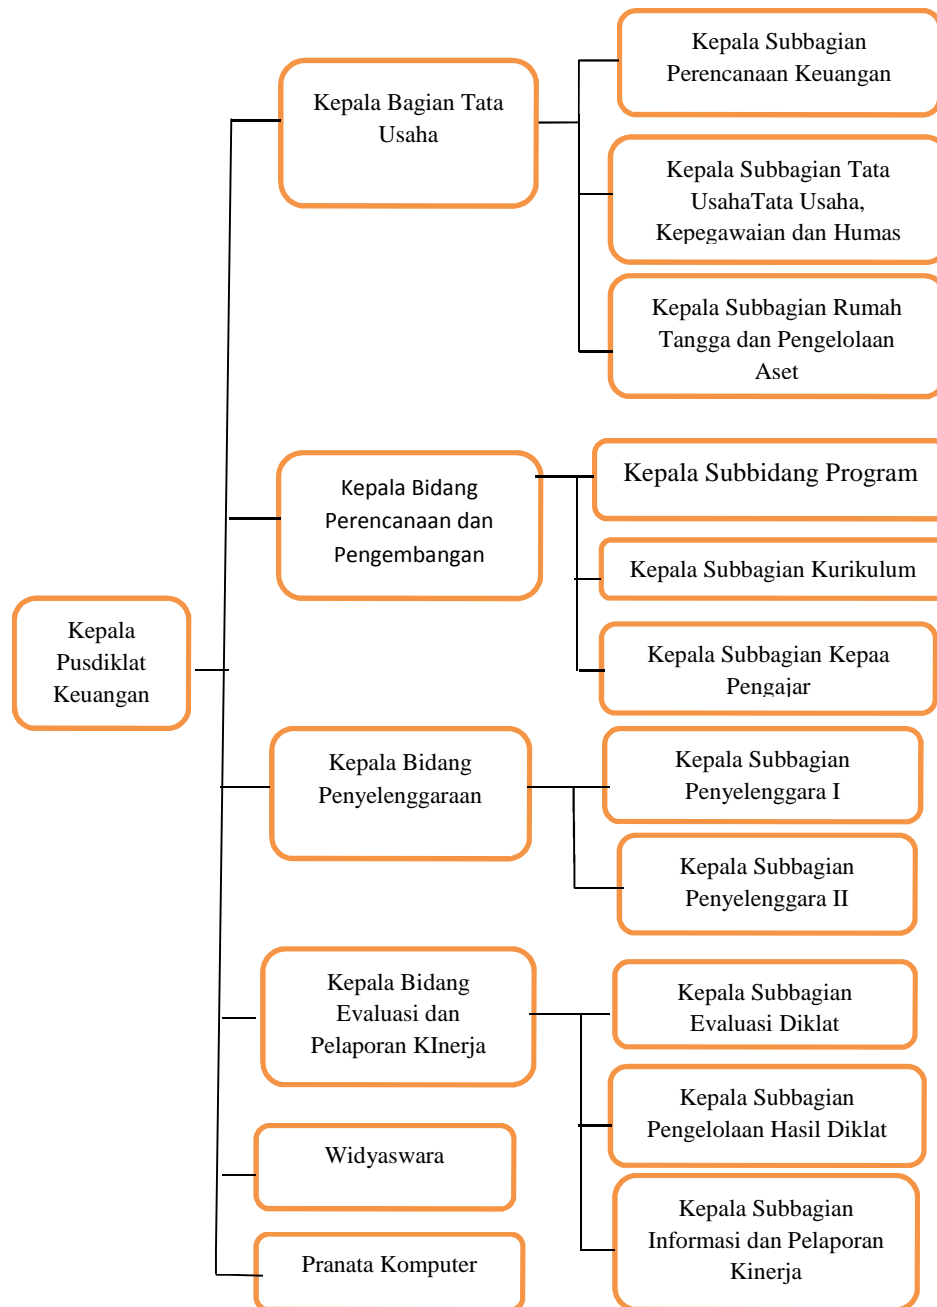 Kepala
Pusdiklat
Keuangan
Kepala Bagian Tata
Usaha
Kepala Subbagian
Perencanaan Keuangan
Kepala Subbagian Tata
UsahaTata Usaha,
Kepegawaian dan Humas
Kepala Subbagian Rumah
Tangga dan Pengelolaan
Aset
Kepala Bidang
Perencanaan dan
Pengembangan
Kepala Subbidang Program
Kepala Subbagian Kurikulum
Kepala Subbagian Kepaa
Pengajar
Kepala Bidang
Penyelenggaraan
Kepala Subbagian
Penyelenggara I
Kepala Subbagian
Penyelenggara II
Kepala Bidang
Evaluasi dan
Pelaporan KInerja
Kepala Subbagian
Evaluasi Diklat
Kepala Subbagian
Pengelolaan Hasil Diklat
Kepala Subbagian
Informasi dan Pelaporan
Kinerja
Widyaswara
Pranata Komputer